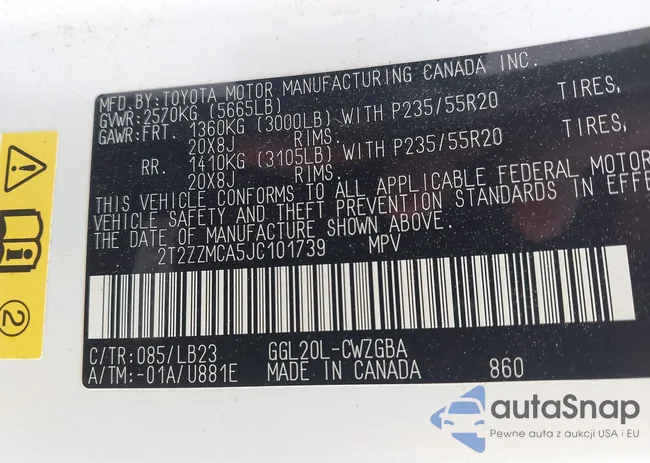 MFD.BY:TOYOTA MOTOR MANUFACTURING CANADA INC.
GVWR:2570KG (5665LB)
GAWR:FRT. 1360KG (3000LB) WITH P235/55R20 TIRES,
20X8J RIMS.
RR. 1410KG (3105LB) WITH P235/55R20 TIRES,
20X8J RIMS.
THIS VEHICLE CONFORMS TO ALL APPLICABLE FEDERAL MOTOR
VEHICLE SAFETY AND THEFT PREVENTION STANDARDS IN EFFE
THE DATE OF MANUFACTURE SHOWN ABOVE.
2T2ZZMCA5JC101739 MPV
C/TR:085/LB23 GGL20L-CWZGBA
A/TM:-01A/U881E MADE IN CANADA 860
2
autaSnap
Pewne auta z aukcji USA i EU